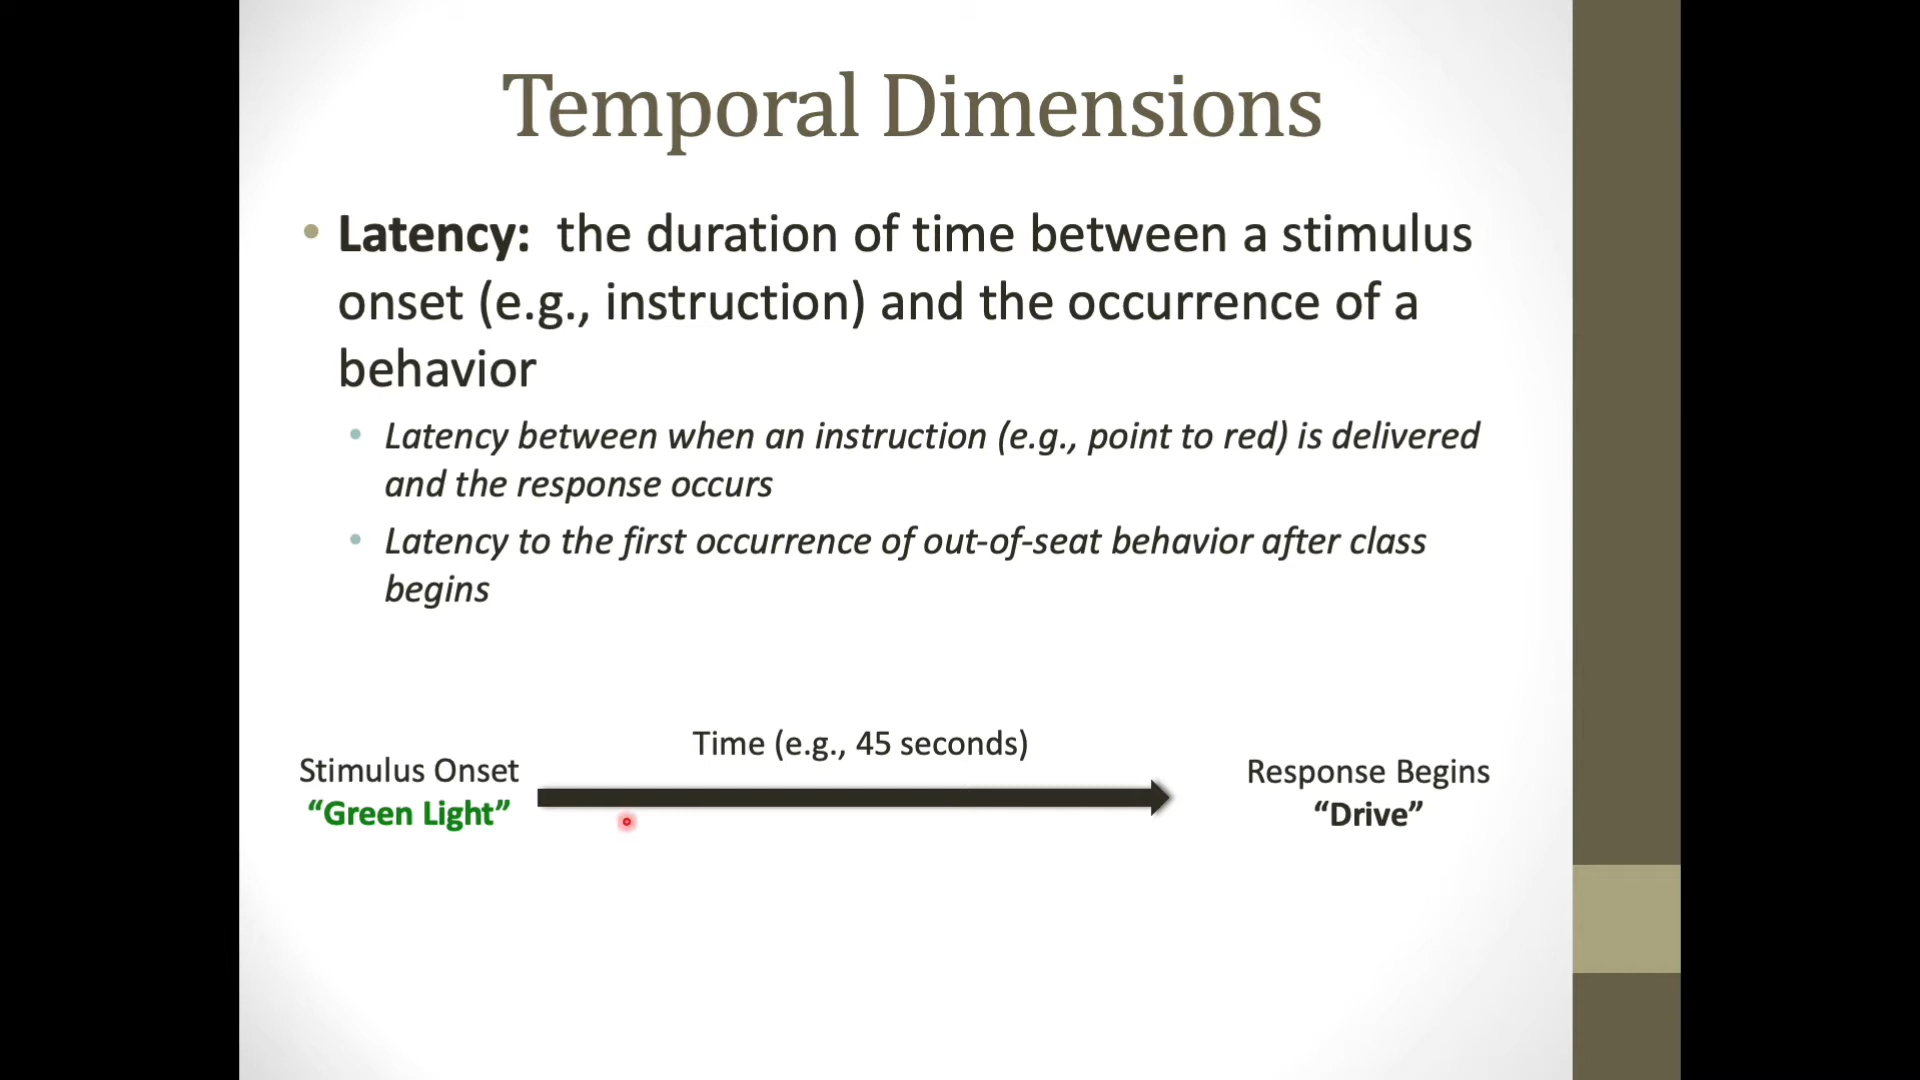 Temporal Dimensions
• Latency: the duration of time between a stimulus
onset (e.g., instruction) and the occurrence of a
behavior
• Latency between when an instruction (e.g., point to red) is delivered
and the response occurs
• Latency to the first occurrence of out-of-seat behavior after class
begins
Time (e.g., 45 seconds)
Stimulus Onset
“Green Light”
Response Begins
“Drive”